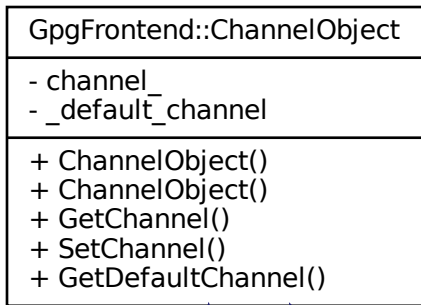 GpgFrontend::ChannelObject
- channel_
- _default_channel
+ ChannelObject()
+ ChannelObject()
+ GetChannel()
+ SetChannel()
+ GetDefaultChannel()